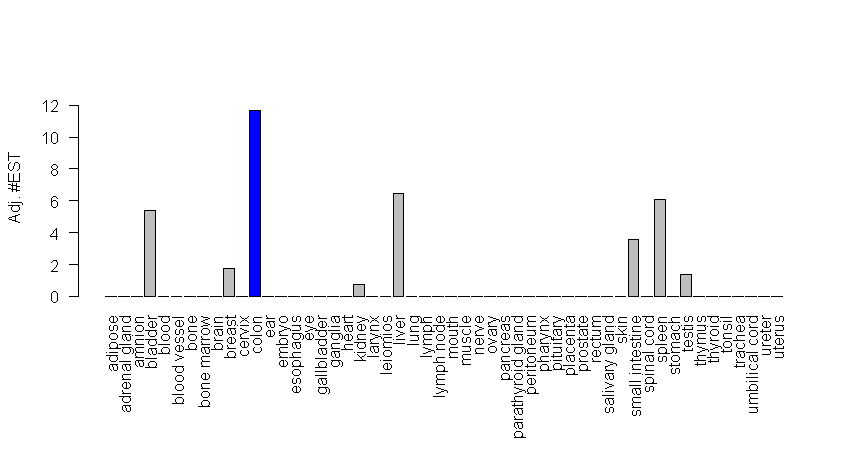 Adj. #EST
12
10
8
6
4
2
0
adipose
adrenal gland
amnion
bladder
blood
blood vessel
bone
bone marrow
brain
breast
cervix
colon
ear
embryo
esophagus
eye
gallbladder
ganglia
heart
kidney
larynx
leiomios
liver
lung
lymph
lymph node
mouth
muscle
nerve
ovary
pancreas
parathyroid gland
peritoneum
pharynx
pituitary
placenta
prostate
rectum
salivary gland
skin
small intestine
spinal cord
spleen
stomach
testis
thymus
thyroid
tonsil
trachea
umbilical cord
ureter
uterus